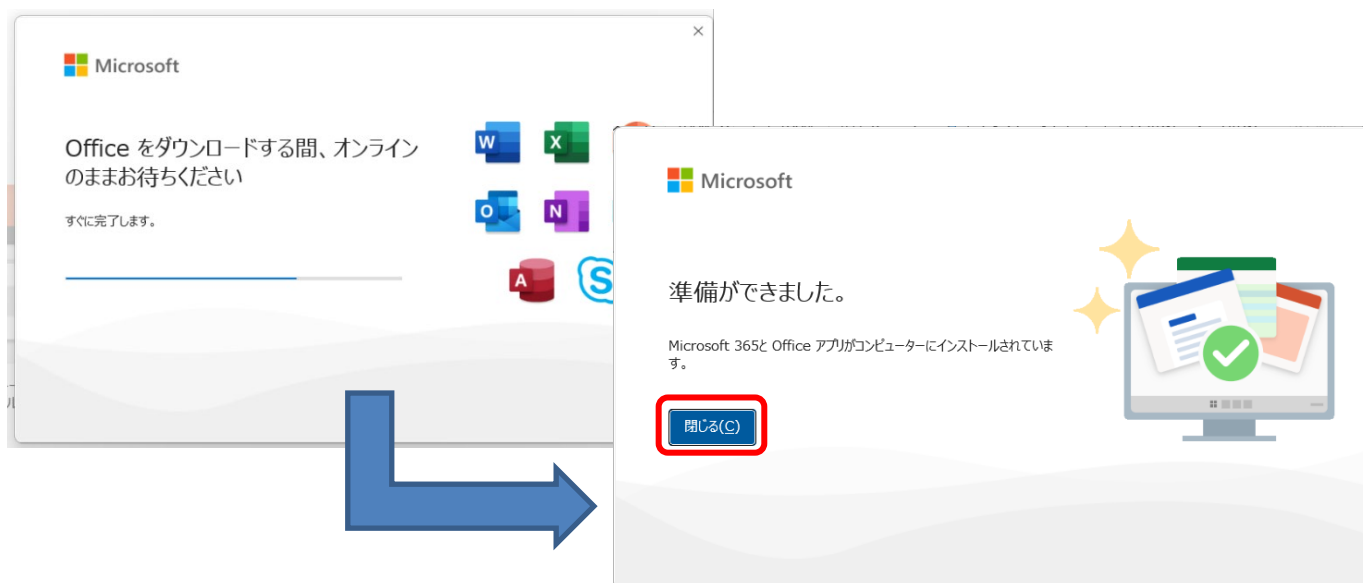 Microsoft
Office をダウンロードする間、オンライン
のままお待ちください
すぐに完了します。
W
X
O
N
A
S
Microsoft
準備ができました。
Microsoft 365と Office アプリがコンピューターにインストールされていま
す。
閉じる(C)